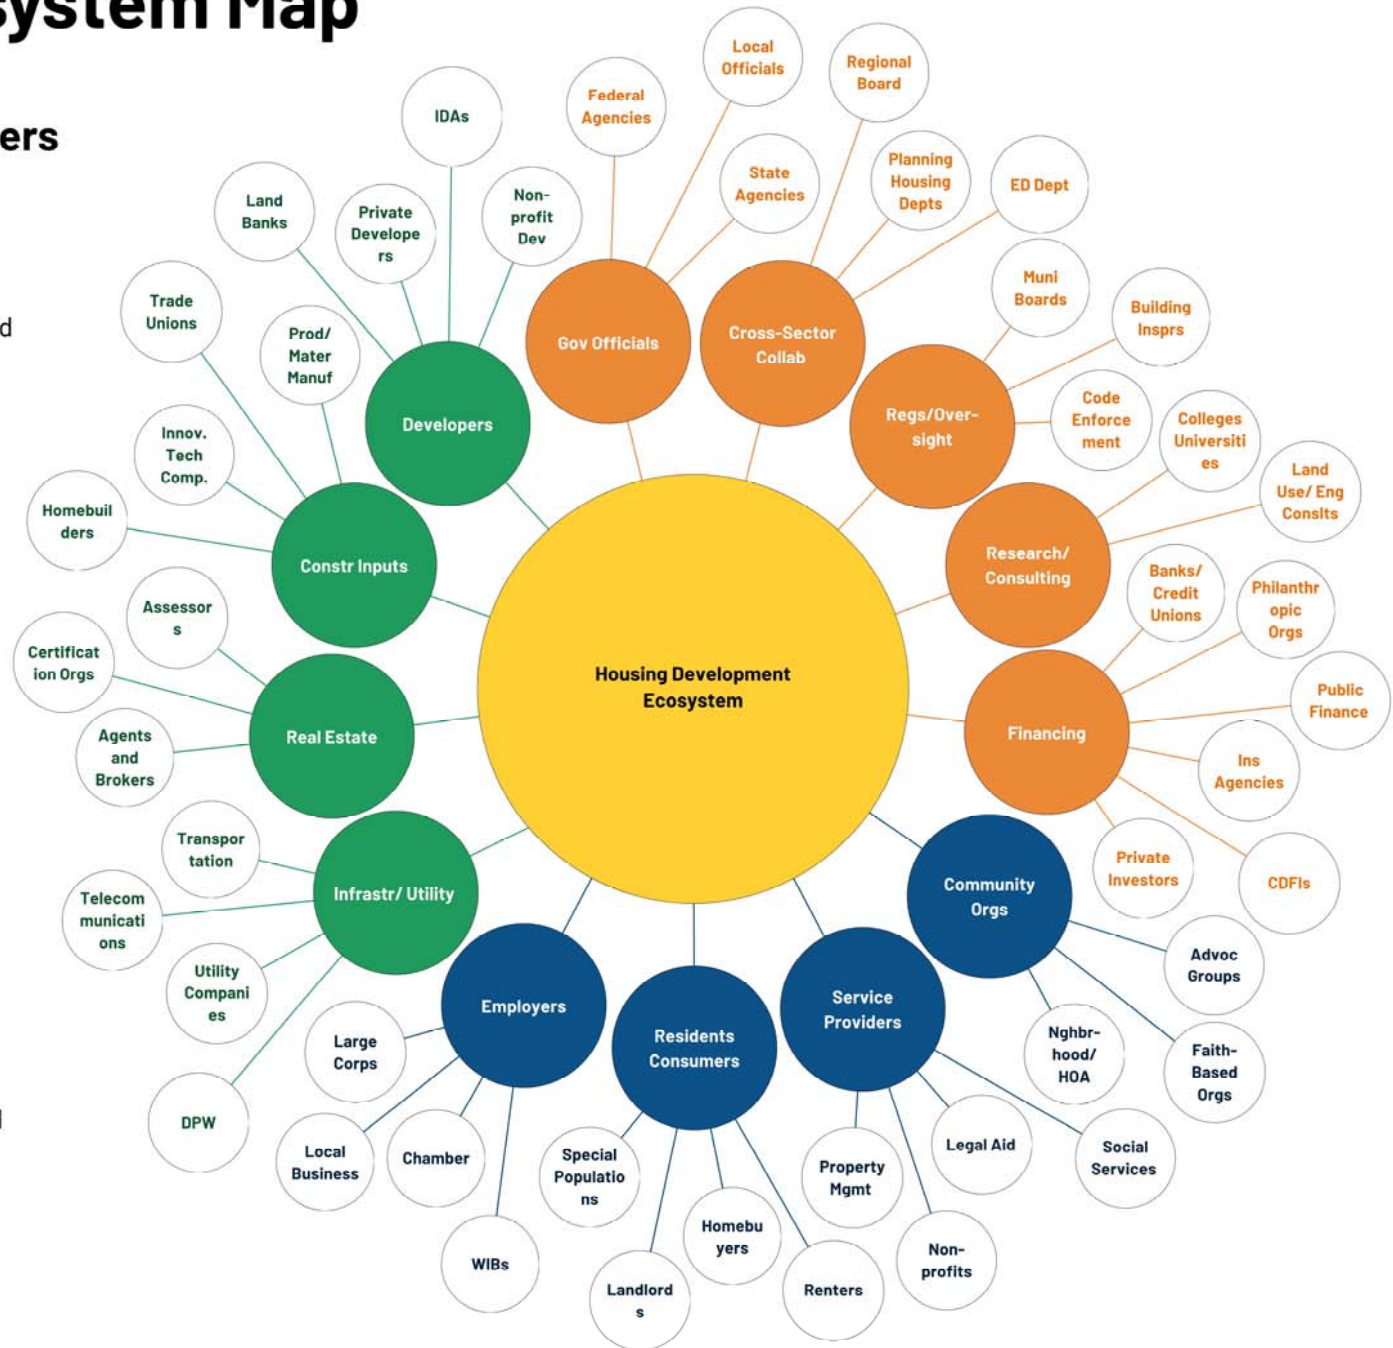 system Map
ers
d
Local
Officials
Regional
Board
Federal
Agencies
IDAs
State
Agencies
Planning
Housing
Depts
ED Dept
Land
Banks
Private
Develope
rs
Non-
profit
Dev
Muni
Boards
Building
Insprs
Trade
Unions
Prod/
Mater
Manuf
Gov Officials
Cross-Sector
Collab
Developers
Regs/Over-
sight
Code
Enforce
ment
Colleges
Universiti
es
Innov.
Tech
Comp.
Land
Use/ Eng
Conslts
Homebuil
ders
Constr Inputs
Research/
Consulting
Banks/
Credit
Unions
Philanthr
opic
Orgs
Assessor
s
Certificat
ion Orgs
Housing Development
Ecosystem
Public
Finance
Agents
and
Brokers
Real Estate
Financing
Ins
Agencies
Transpor
tation
Private
Investors
CDFIs
Telecom
municati
ons
Infrastr/ Utility
Community
Orgs
Utility
Compani
es
Advoc
Groups
Employers
Service
Providers
Large
Corps
Residents
Consumers
Nghbr-
hood/
HOA
Faith-
Based
Orgs
DPW
Local
Business
Chamber
Special
Populatio
ns
Property
Mgmt
Legal Aid
Social
Services
WIBs
Homebu
yers
Landlord
s
Renters
Non-
profits